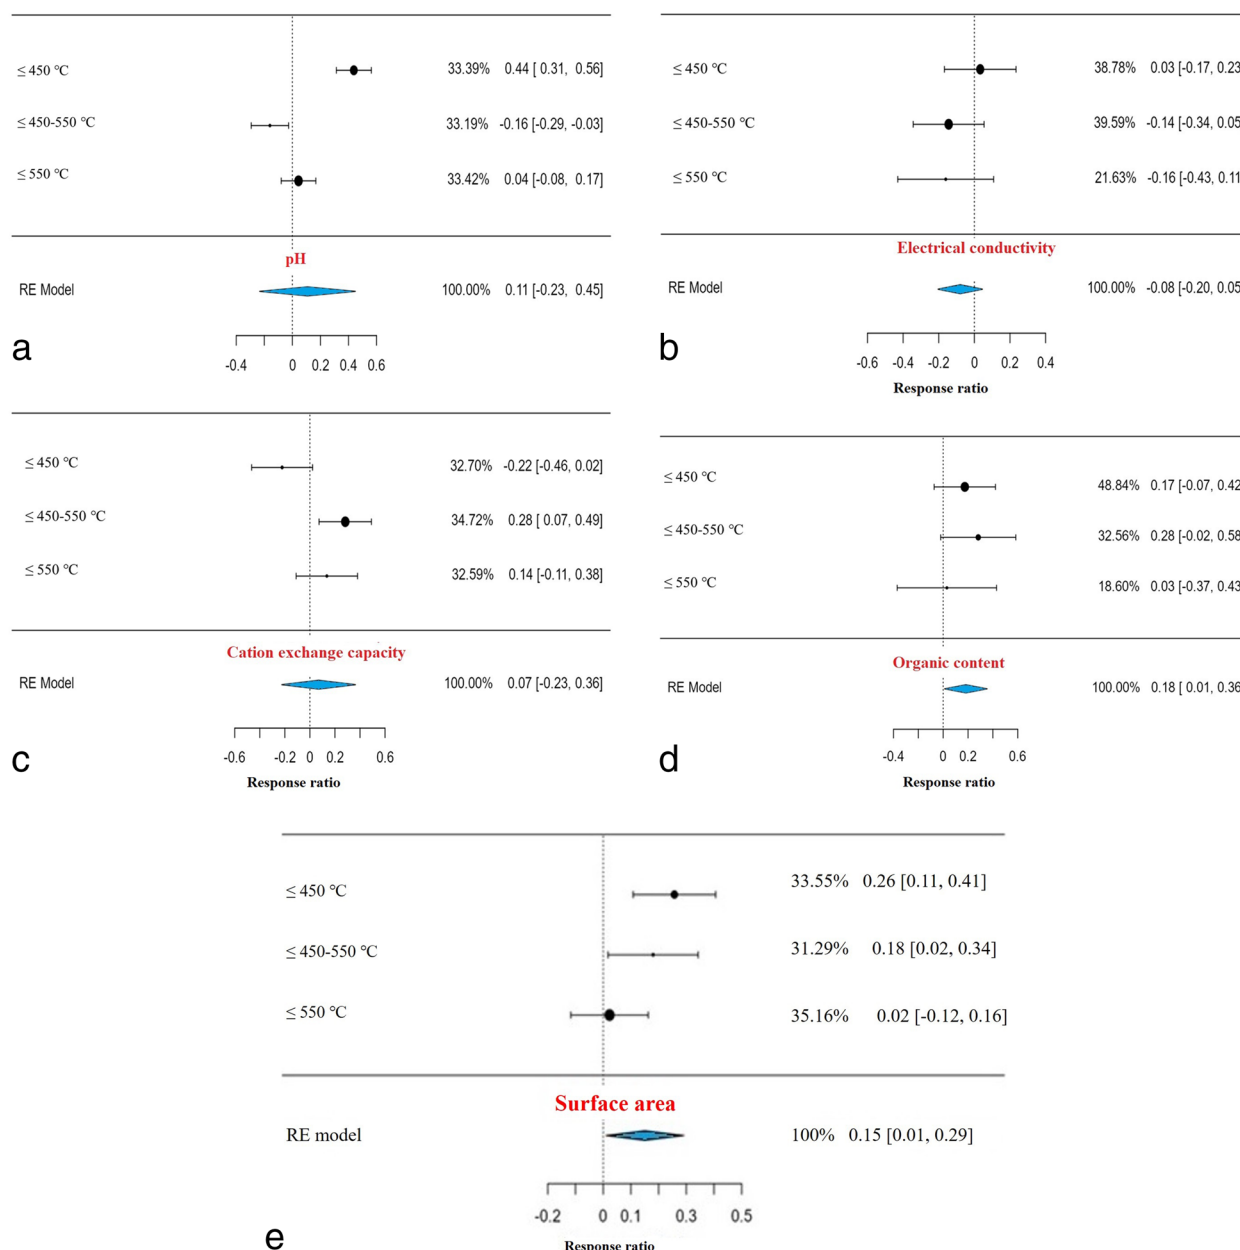 ≤ 450 ℃ 33.39% 0.44 [ 0.31, 0.56]
≤ 450-550 ℃ 33.19% -0.16 [-0.29, -0.03]
≤ 550 ℃ 33.42% 0.04 [-0.08, 0.17]
pH
RE Model 100.00% 0.11 [-0.23, 0.45]
a
-0.4 0 0.2 0.4 0.6
≤ 450 ℃ 38.78% 0.03 [-0.17, 0.23
≤ 450-550 ℃ 39.59% -0.14 [-0.34, 0.05
≤ 550 ℃ 21.63% -0.16 [-0.43, 0.11
Electrical conductivity
RE Model 100.00% -0.08 [-0.20, 0.05
b
-0.6 -0.4 -0.2 0 0.2 0.4
Response ratio
≤ 450 ℃ 32.70% -0.22 [-0.46, 0.02]
≤ 450-550 ℃ 34.72% 0.28 [ 0.07, 0.49]
≤ 550 ℃ 32.59% 0.14 [-0.11, 0.38]
Cation exchange capacity
RE Model 100.00% 0.07 [-0.23, 0.36]
-0.6 -0.2 0 0.2 0.6
c
Response ratio
≤ 450 ℃ 48.84% 0.17 [-0.07, 0.42
≤ 450-550 ℃ 32.56% 0.28 [-0.02, 0.58
≤ 550 ℃ 18.60% 0.03 [-0.37, 0.43
Organic content
RE Model 100.00% 0.18 [ 0.01, 0.36
-0.4 0 0.2 0.6
d
Response ratio
≤ 450 ℃ 33.55% 0.26 [0.11, 0.41]
≤ 450-550 ℃ 31.29% 0.18 [0.02, 0.34]
≤ 550 ℃ 35.16% 0.02 [-0.12, 0.16]
Surface area
RE model 100% 0.15 [0.01, 0.29]
-0.2 0 0.1 0.3 0.5
e
Response ratio